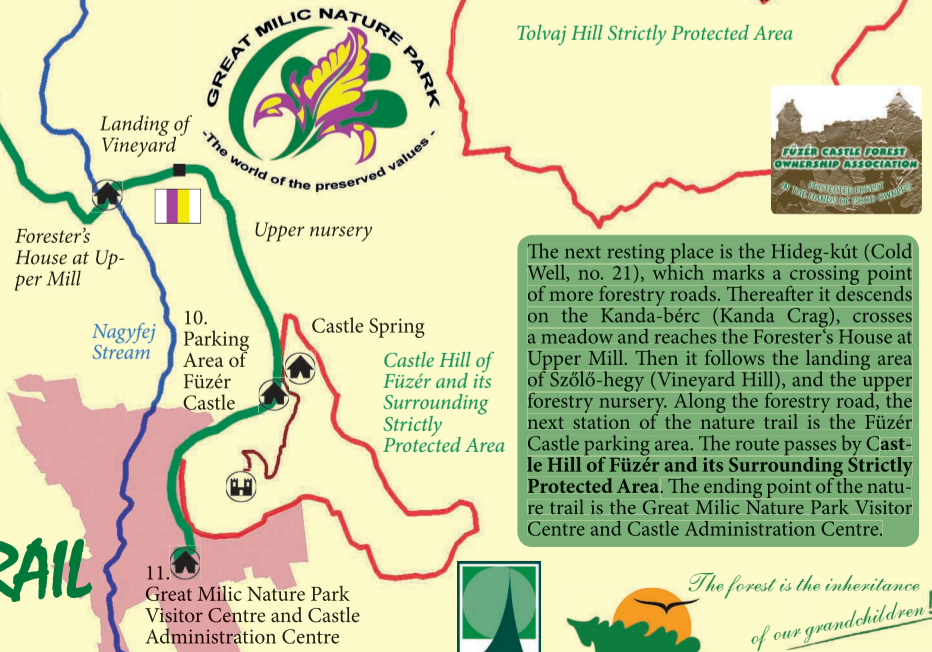 GREAT MILIC NATURE PARK
-The world of the preserved values -
Tolvaj Hill Strictly Protected Area
FÜZÉR CASTLE FOREST
OWNERSHIP ASSOCIATION
PROTECTED FOREST
IN THE HANDS OF GOOD OWNERS
Landing of
Vineyard
Forester's
House at Up-
per Mill
Upper nursery
Nagyfej
Stream
10.
Parking
Area of
Füzér
Castle
Castle Spring
Castle Hill of
Füzér and its
Surrounding
Strictly
Protected Area
The next resting place is the Hideg-kút (Cold
Well, no. 21), which marks a crossing point
of more forestry roads. Thereafter it descends
on the Kanda-bérc (Kanda Crag), crosses
a meadow and reaches the Forester's House at
Upper Mill. Then it follows the landing area
of Szőlő-hegy (Vineyard Hill), and the upper
forestry nursery. Along the forestry road, the
next station of the nature trail is the Füzér
Castle parking area. The route passes by Cast-
le Hill of Füzér and its Surrounding Strictly
Protected Area. The ending point of the natu-
re trail is the Great Milic Nature Park Visitor
Centre and Castle Administration Centre.
RAIL
11.
Great Milic Nature Park
Visitor Centre and Castle
Administration Centre
The forest is the inheritance
of our grandchildren!